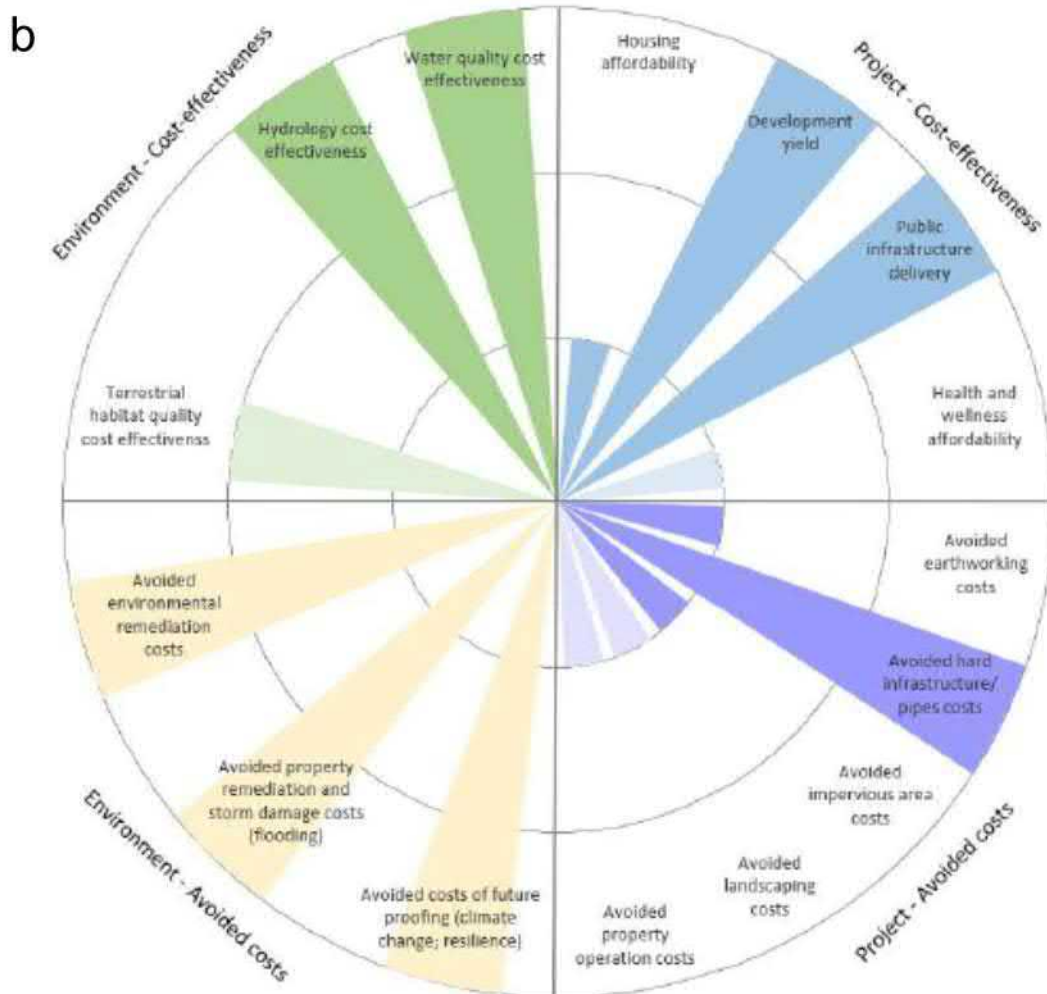 b
Environment - Cost-effectiveness
Water quality cost
effectiveness
Hydrology cost
effectiveness
Terrestrial
habitat quality
cost effectivenss
Project - Cost-effectiveness
Housing
affordability
Development
yield
Public
infrastructure
delivery
Health and
wellness
affordability
Environment - Avoided costs
Avoided
environmental
remediation
costs
Avoided property
remediation and
storm damage costs
(flooding)
Avoided costs of future
proofing (climate
change; resilience)
Project - Avoided costs
Avoided
earthworking
costs
Avoided hard
infrastructure/
pipes costs
Avoided
impervious area
costs
Avoided
landscaping
costs
Avoided
property
operation costs